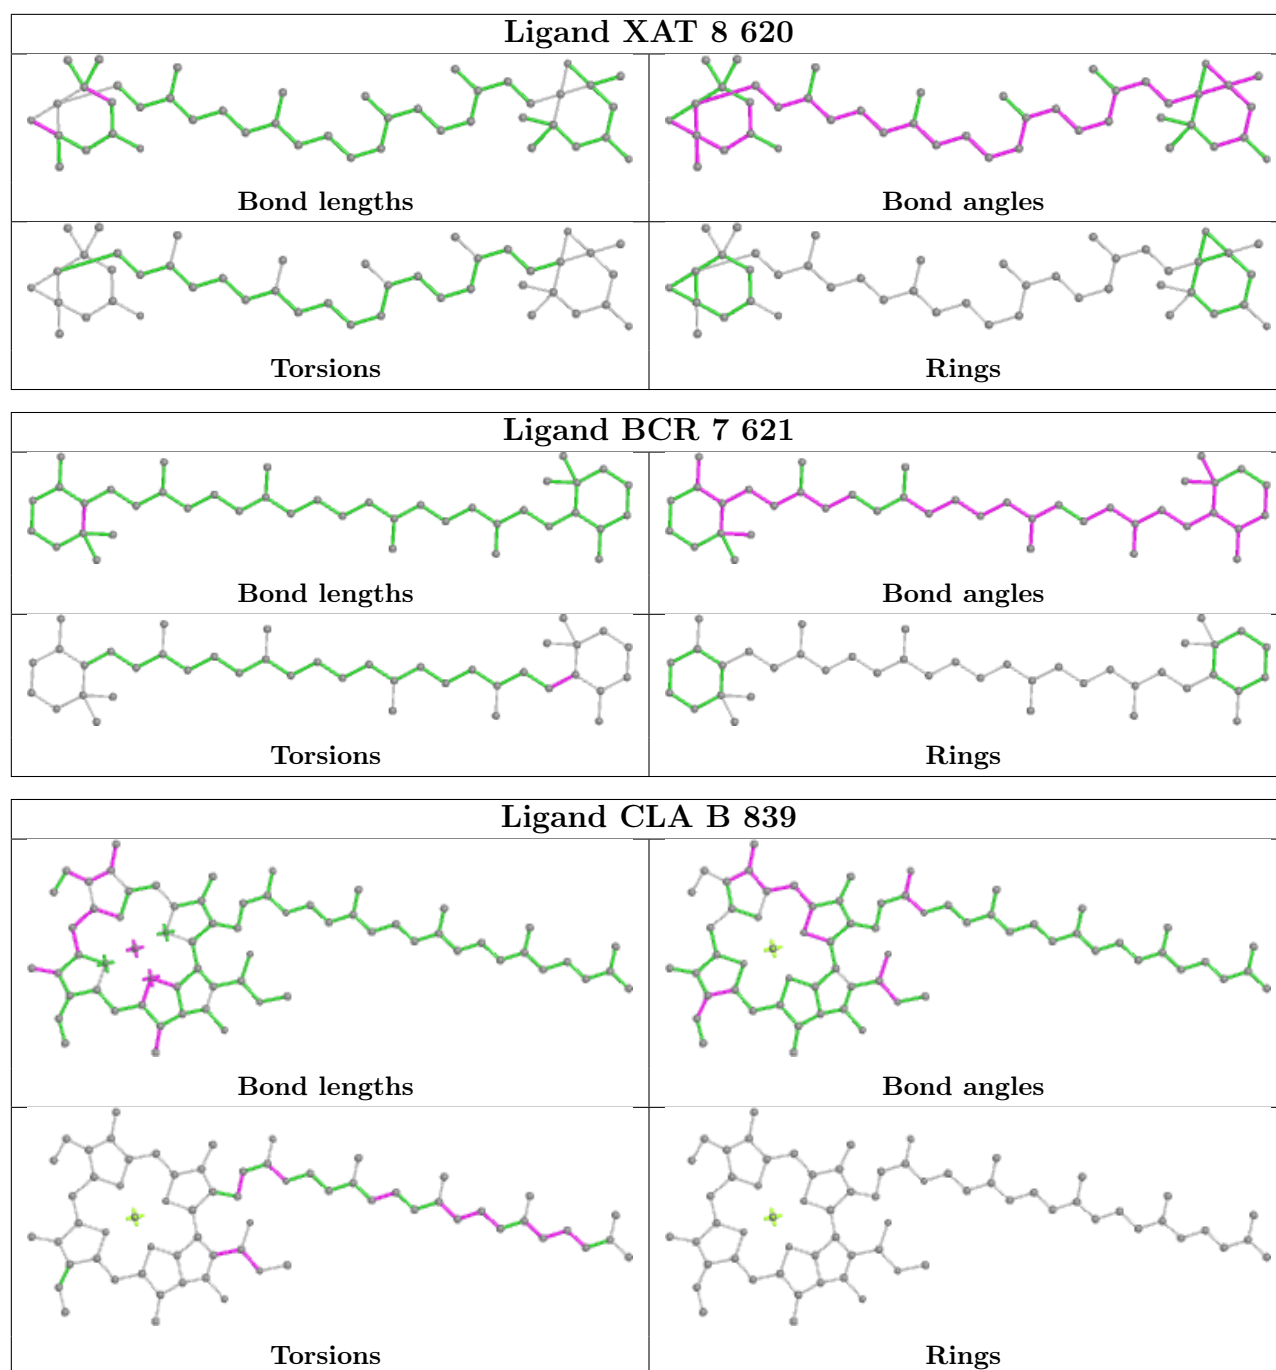 Ligand XAT 8 620
Bond lengths
Bond angles
Torsions
Rings
Ligand BCR 7 621
Bond lengths
Bond angles
Torsions
Rings
Ligand CLA B 839
Bond lengths
Bond angles
Torsions
Rings